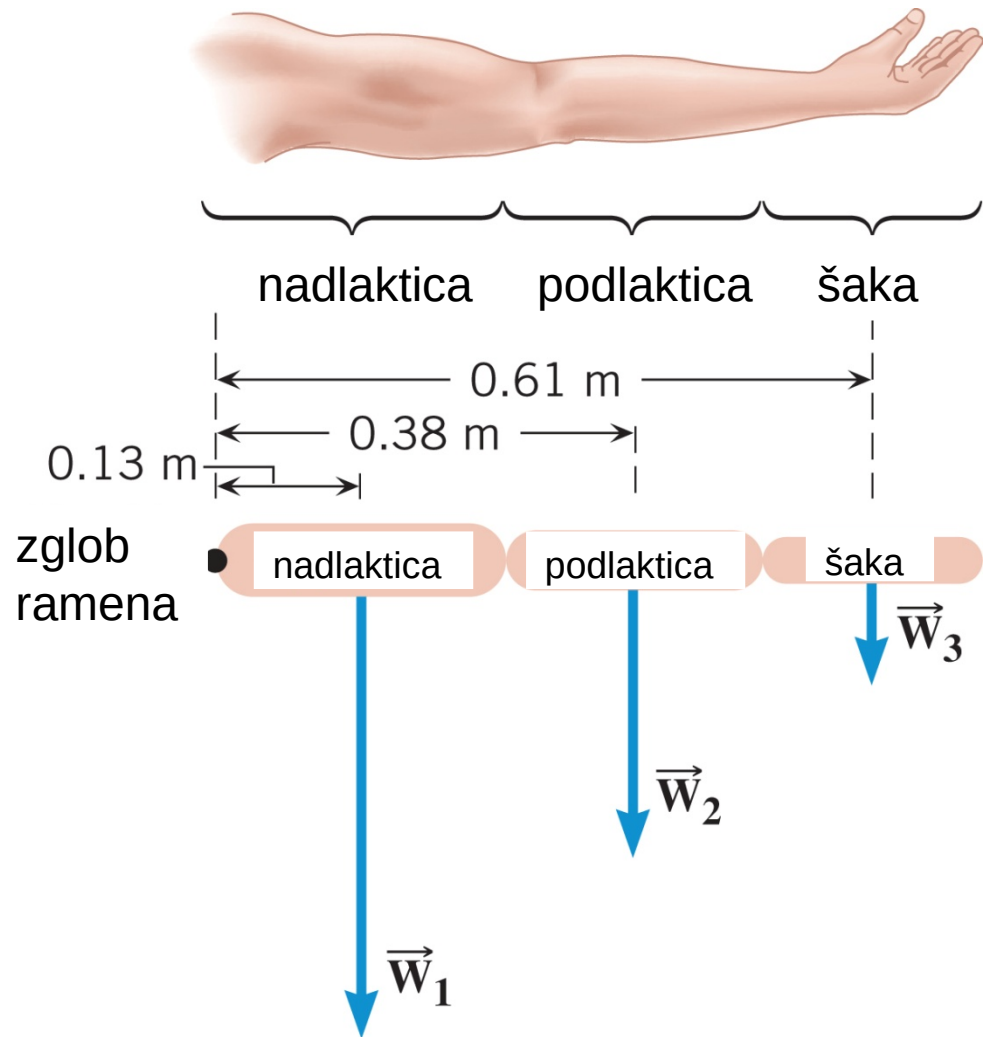 nadlaktica podlaktica šaka
0.61 m
0.38 m
0.13 m
zglob
ramena
nadlaktica podlaktica šaka
W₃
W₂
W₁